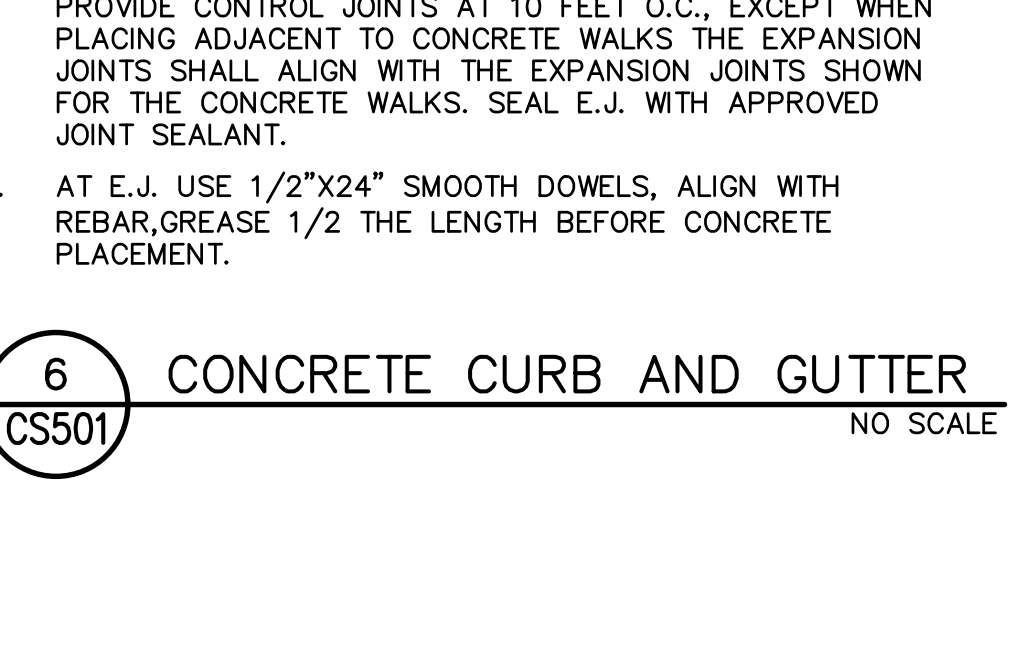 PROVIDE CONTROL JOINTS AT 10 FEET O.C., EXCEPT WHEN
PLACING ADJACENT TO CONCRETE WALKS THE EXPANSION
JOINTS SHALL ALIGN WITH THE EXPANSION JOINTS SHOWN
FOR THE CONCRETE WALKS. SEAL E.J. WITH APPROVED
JOINT SEALANT.
. AT E.J. USE 1/2”X24” SMOOTH DOWELS, ALIGN WITH
REBAR,GREASE 1/2 THE LENGTH BEFORE CONCRETE
PLACEMENT.
6 CONCRETE CURB AND GUTTER
CS501 NO SCALE